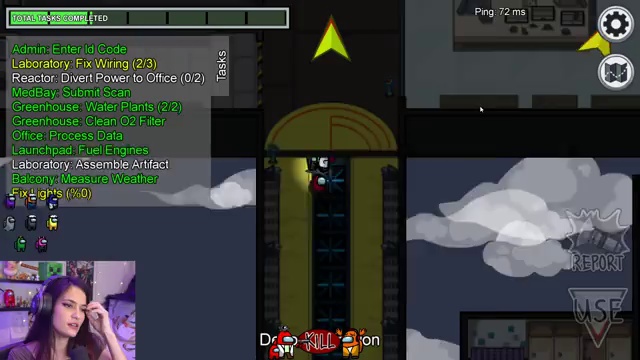 TOTAL TASKS COMPLETED
Ping: 72 ms
Admin: Enter Id Code
Laboratory: Fix Wiring (2/3)
Reactor: Divert Power to Office (0/2)
MedBay: Submit Scan
Greenhouse: Water Plants (2/2)
Greenhouse: Clean O2 Filter
Office: Process Data
Launchpad: Fuel Engines
Laboratory: Assemble Artifact
Balcony: Measure Weather
Fix Lights (%0)
Tasks
REPORT
USE
KILL